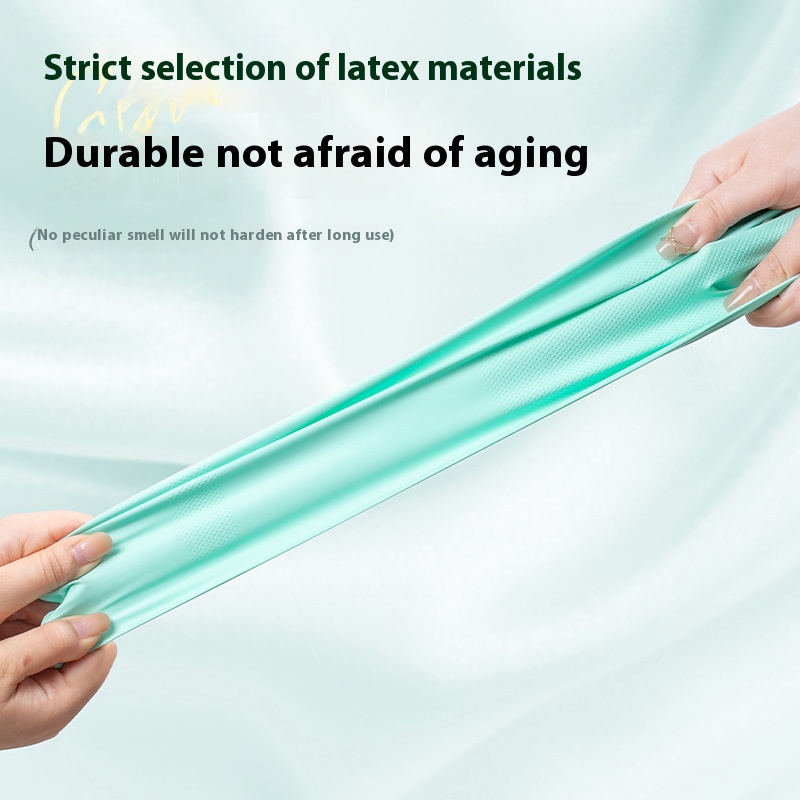 Strict selection of latex materials
Durable not afraid of aging
(No peculiar smell will not harden after long use)